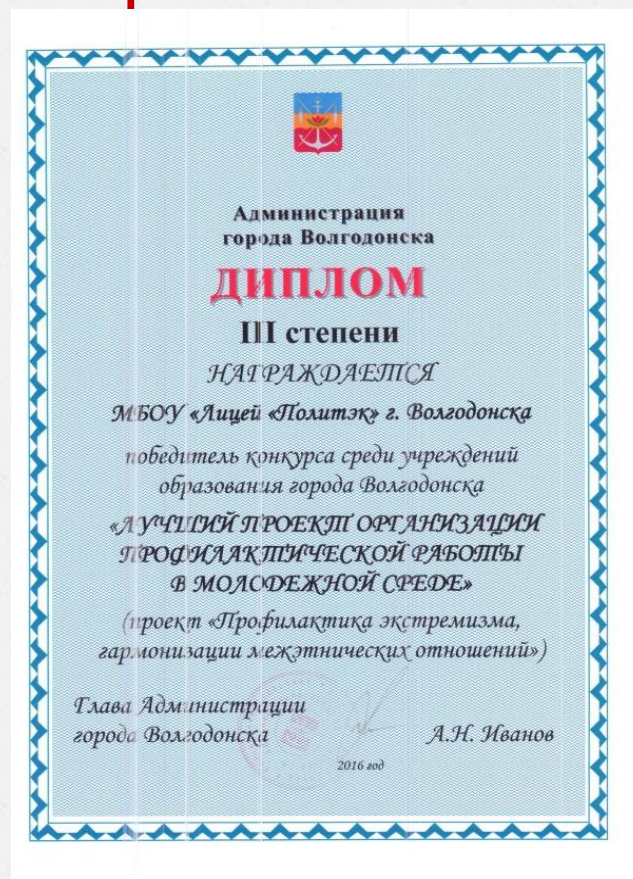 Администрация
города Волгодонска
ДИПЛОМ
III степени
НАГРАЖДАЕТСЯ
МБОУ «Лицей «Политэк» г. Волгодонска
победитель конкурса среди учреждений
образования города Волгодонска
«ЛУЧШИЙ ПРОЕКТ ОРГАНИЗАЦИИ
ПРОФИЛАКТИЧЕСКОЙ РАБОТЫ
В МОЛОДЕЖНОЙ СРЕДЕ»
(проект «Профилактика экстремизма,
гармонизации межэтнических отношений»)
Глава Администрации
города Волгодонска А.Н. Иванов
2016 год